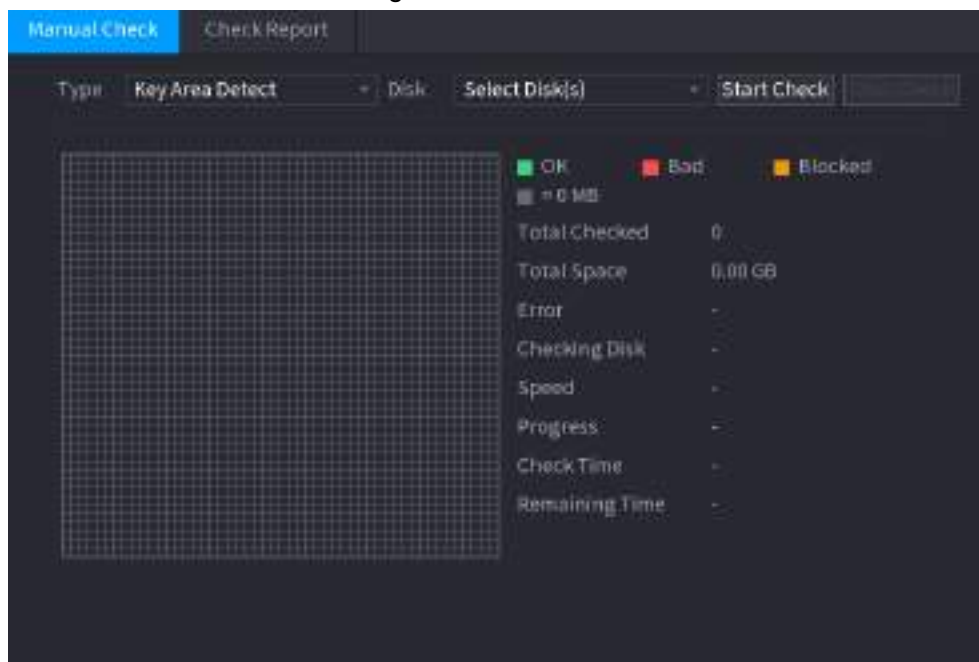 Manual Check Check Report
Type Key Area Detect Disk Select Disk(s) Start Check
OK Bad Blocked
= 0 MB
Total Checked 0
Total Space 0.00 GB
Error -
Checking Disk -
Speed -
Progress -
Check Time -
Remaining Time -